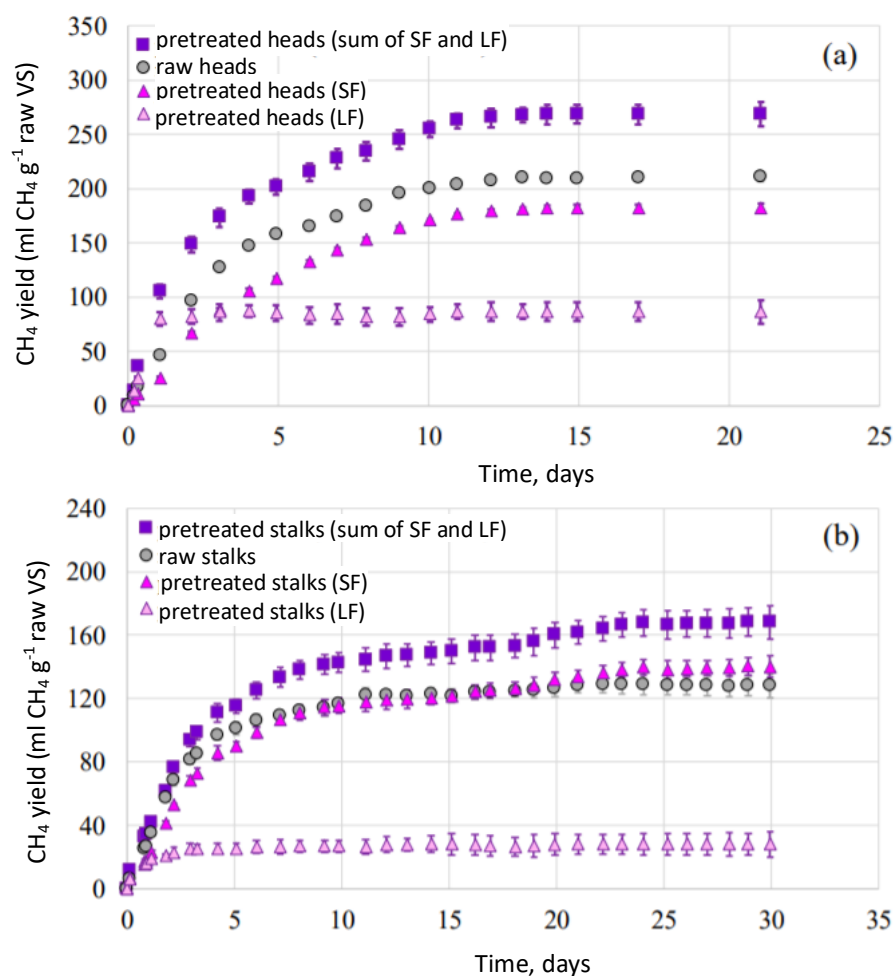 350
300
250
200
150
100
50
0
CH₄ yield (ml CH₄ g⁻¹ raw VS)
pretreated heads (sum of SF and LF)
raw heads
pretreated heads (SF)
pretreated heads (LF)
(a)
0 5 10 15 20 25
Time, days
240
200
160
120
80
40
0
CH₄ yield (ml CH₄ g⁻¹ raw VS)
pretreated stalks (sum of SF and LF)
raw stalks
pretreated stalks (SF)
pretreated stalks (LF)
(b)
0 5 10 15 20 25 30 35
Time, days